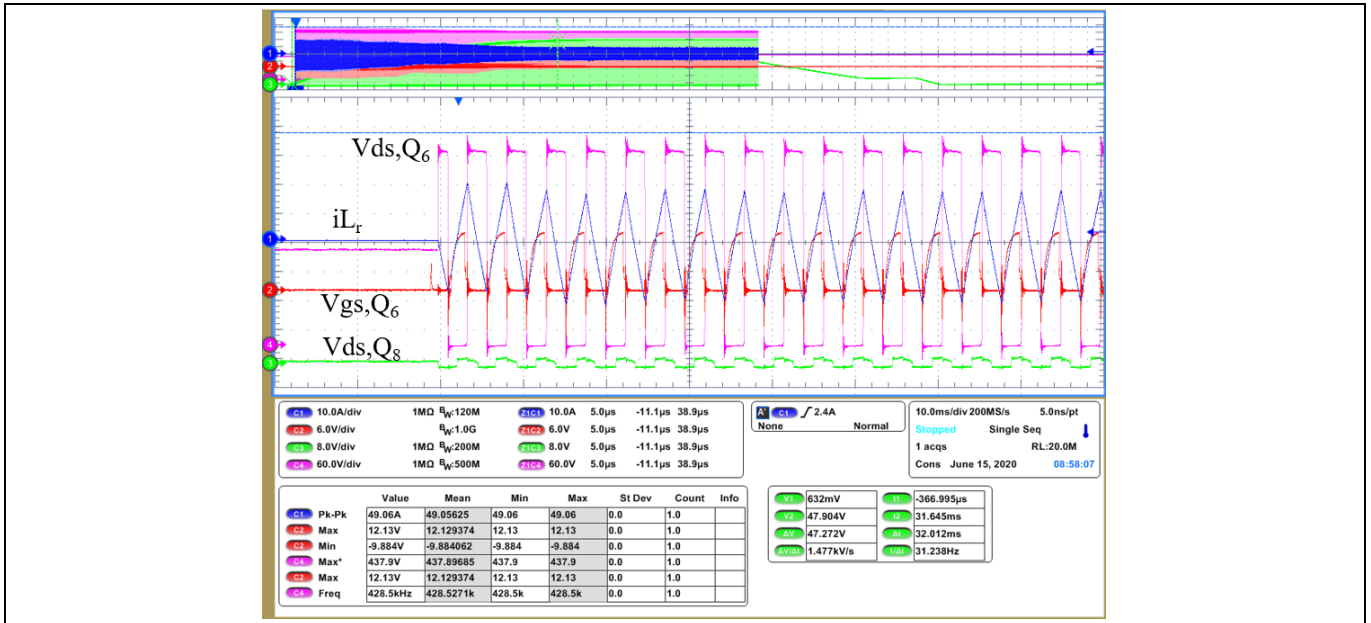 1
2
3
Vds,Q6
iLr
1
2
Vgs,Q6
4
Vds,Q8
3
C1 10.0A/div 1MΩ BW:120M Z1C1 10.0A 5.0µs -11.1µs 38.9µs
C2 6.0V/div BW:1.0G Z1C2 6.0V 5.0µs -11.1µs 38.9µs
C3 8.0V/div 1MΩ BW:200M Z1C3 8.0V 5.0µs -11.1µs 38.9µs
C4 60.0V/div 1MΩ BW:500M Z1C4 60.0V 5.0µs -11.1µs 38.9µs
A' C1 2.4A
None Normal
10.0ms/div 200MS/s 5.0ns/pt
Stopped Single Seq
1 acqs RL:20.0M
Cons June 15, 2020 08:58:07
Value Mean Min Max St Dev Count Info
C1 Pk-Pk 49.06A 49.05625 49.06 49.06 0.0 1.0
C2 Max 12.13V 12.129374 12.13 12.13 0.0 1.0
C2 Min -9.884V -9.884062 -9.884 -9.884 0.0 1.0
C4 Max* 437.9V 437.89685 437.9 437.9 0.0 1.0
C2 Max 12.13V 12.129374 12.13 12.13 0.0 1.0
C4 Freq 428.5kHz 428.5271k 428.5k 428.5k 0.0 1.0
V1 632mV t1 -366.995µs
V2 47.904V t2 31.645ms
ΔV 47.272V Δt 32.012ms
ΔV/Δt 1.477kV/s 1/Δt 31.238Hz